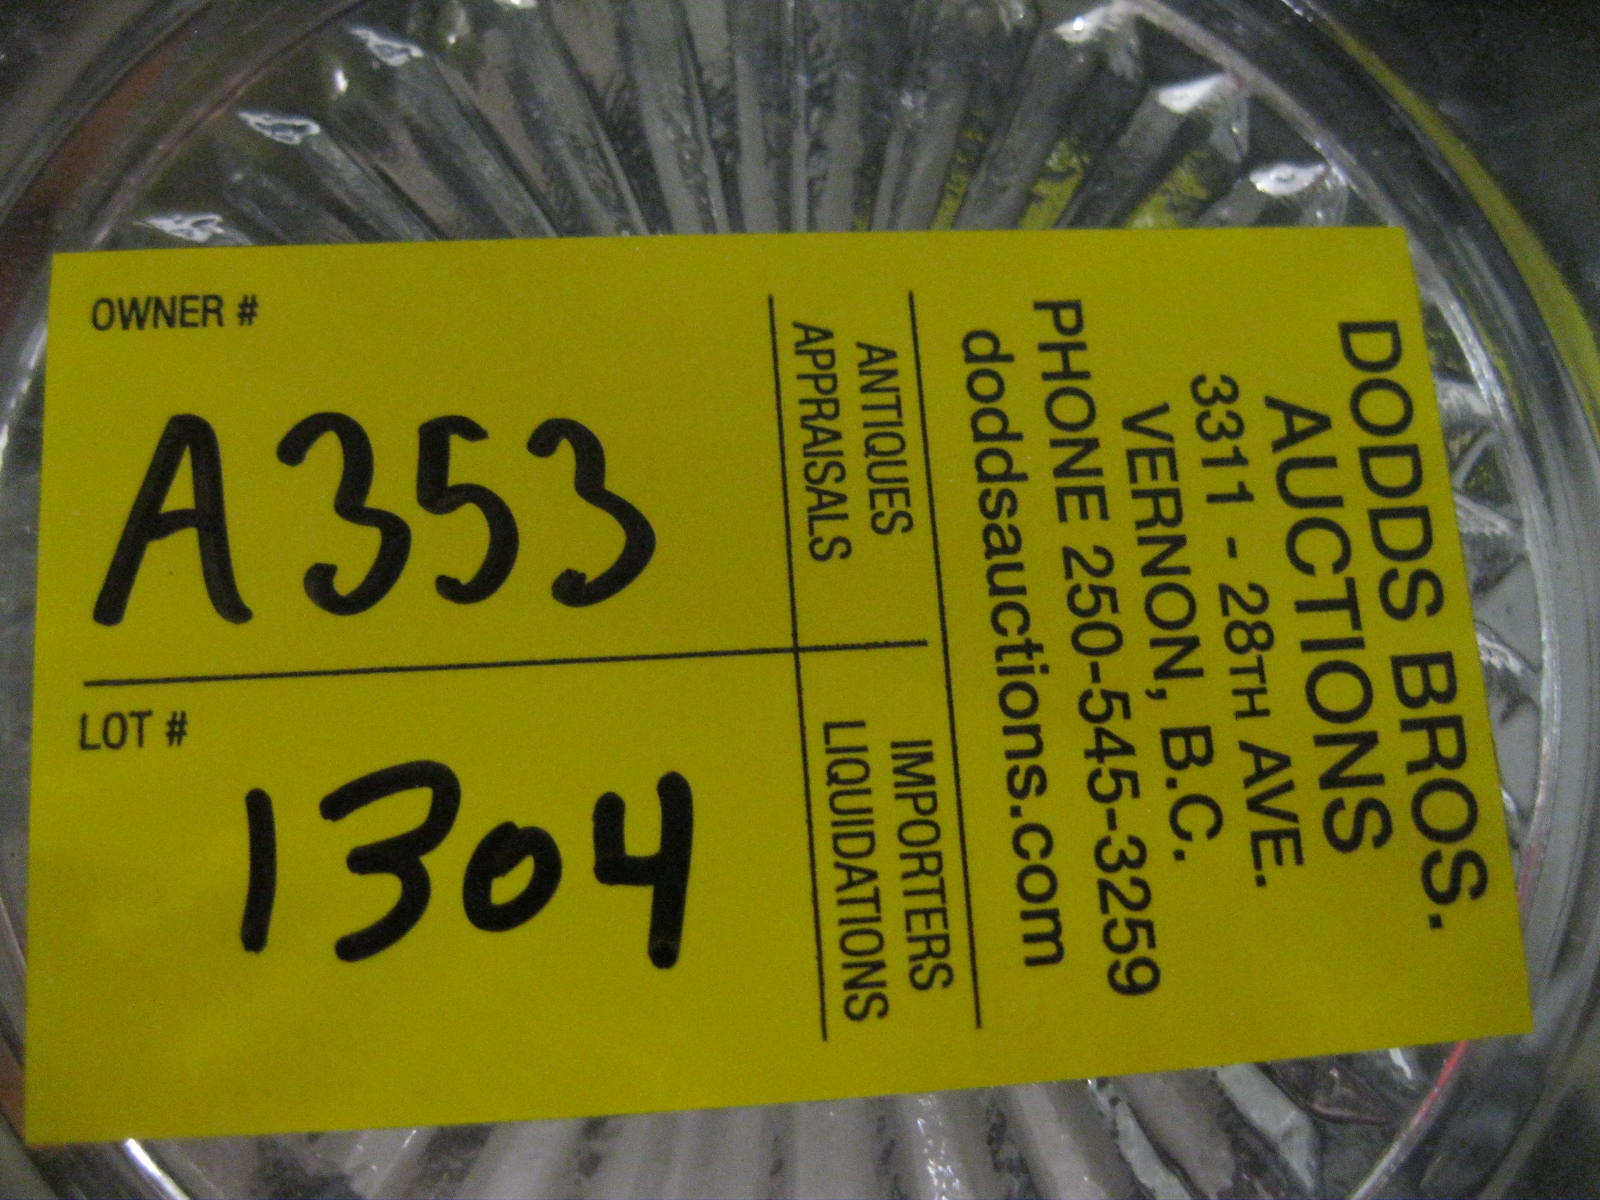 DODDS BROS.
AUCTIONS
3311 - 28TH AVE.
VERNON, B.C.
PHONE 250-545-3259
doddsauctions.com
ANTIQUES
APPRAISALS
IMPORTERS
LIQUIDATIONS
OWNER #
A353
LOT #
1304